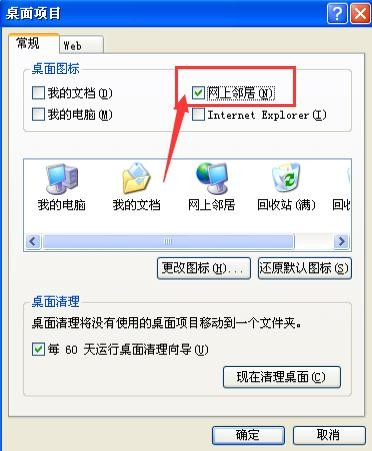 桌面项目
常规
Web
桌面图标
我的文档(D)
网上邻居(N)
我的电脑(M)
Internet Explorer(I)
我的电脑
我的文档
网上邻居
回收站(满)
更改图标(H)...
还原默认图标(S)
桌面清理
桌面清理将没有使用的桌面项目移动到一个文件夹。
每 60 天运行桌面清理向导(U)
现在清理桌面(C)
确定
取消